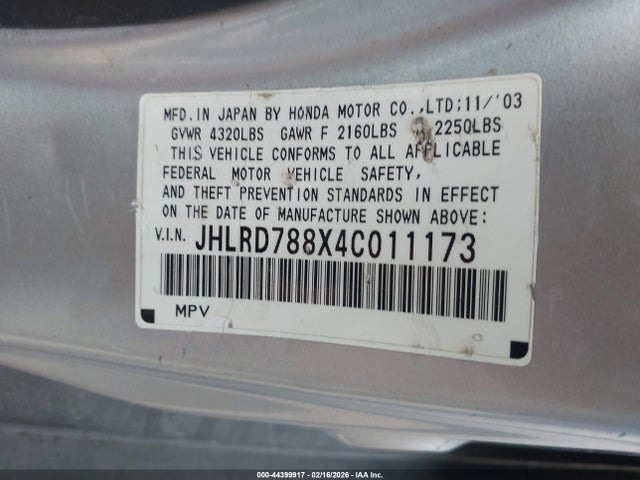 MFD.IN JAPAN BY HONDA MOTOR CO.,LTD;11/'03
GVWR 4320LBS GAWR F 2160LBS 2250LBS
THIS VEHICLE CONFORMS TO ALL APPLICABLE
FEDERAL MOTOR VEHICLE SAFETY,
AND THEFT PREVENTION STANDARDS IN EFFECT
ON THE DATE OF MANUFACTURE SHOWN ABOVE:
V.I.N. JHLRD788X4C011173
MPV
000-44399917 - 02/16/2026 - IAA Inc.